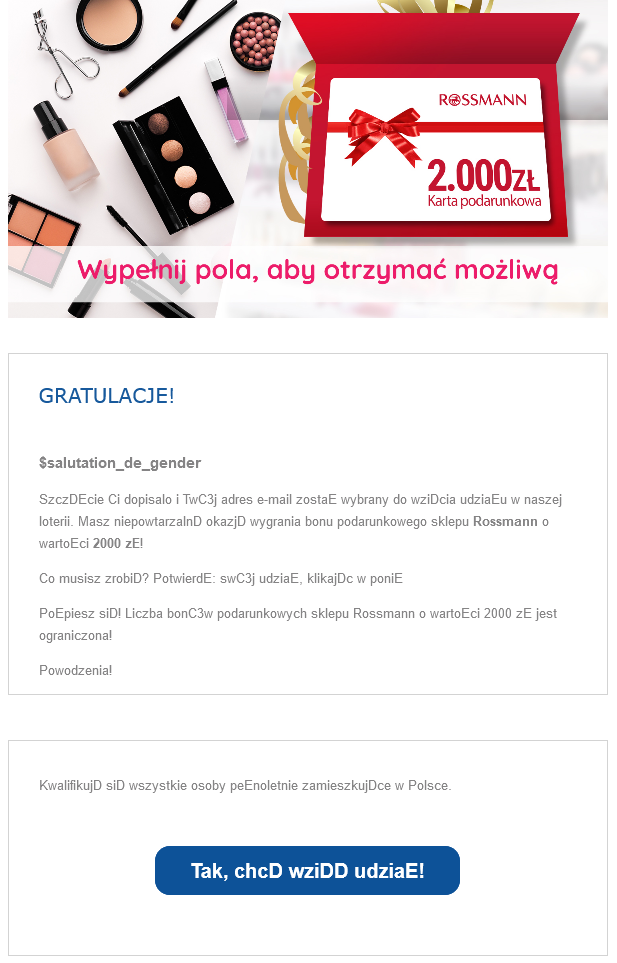 ROSSMANN
2.000ZŁ
Karta podarunkowa
Wypełnij pola, aby otrzymać możliwą
GRATULACJE!
$salutation_de_gender
SzczDEcie Ci dopisalo i TwC3j adres e-mail zostaE wybrany do wziDcia udziaEu w naszej
loterii. Masz niepowtarzalnD okazjD wygrania bonu podarunkowego sklepu Rossmann o
wartoEci 2000 zE!
Co musisz zrobiD? PotwierdE: swC3j udziaE, klikajDc w poniE
PoEpiesz siD! Liczba bonC3w podarunkowych sklepu Rossmann o wartoEci 2000 zE jest
ograniczona!
Powodzenia!
KwalifikujD siD wszystkie osoby peEnoletnie zamieszkujDce w Polsce.
Tak, chcD wziDD udziaE!